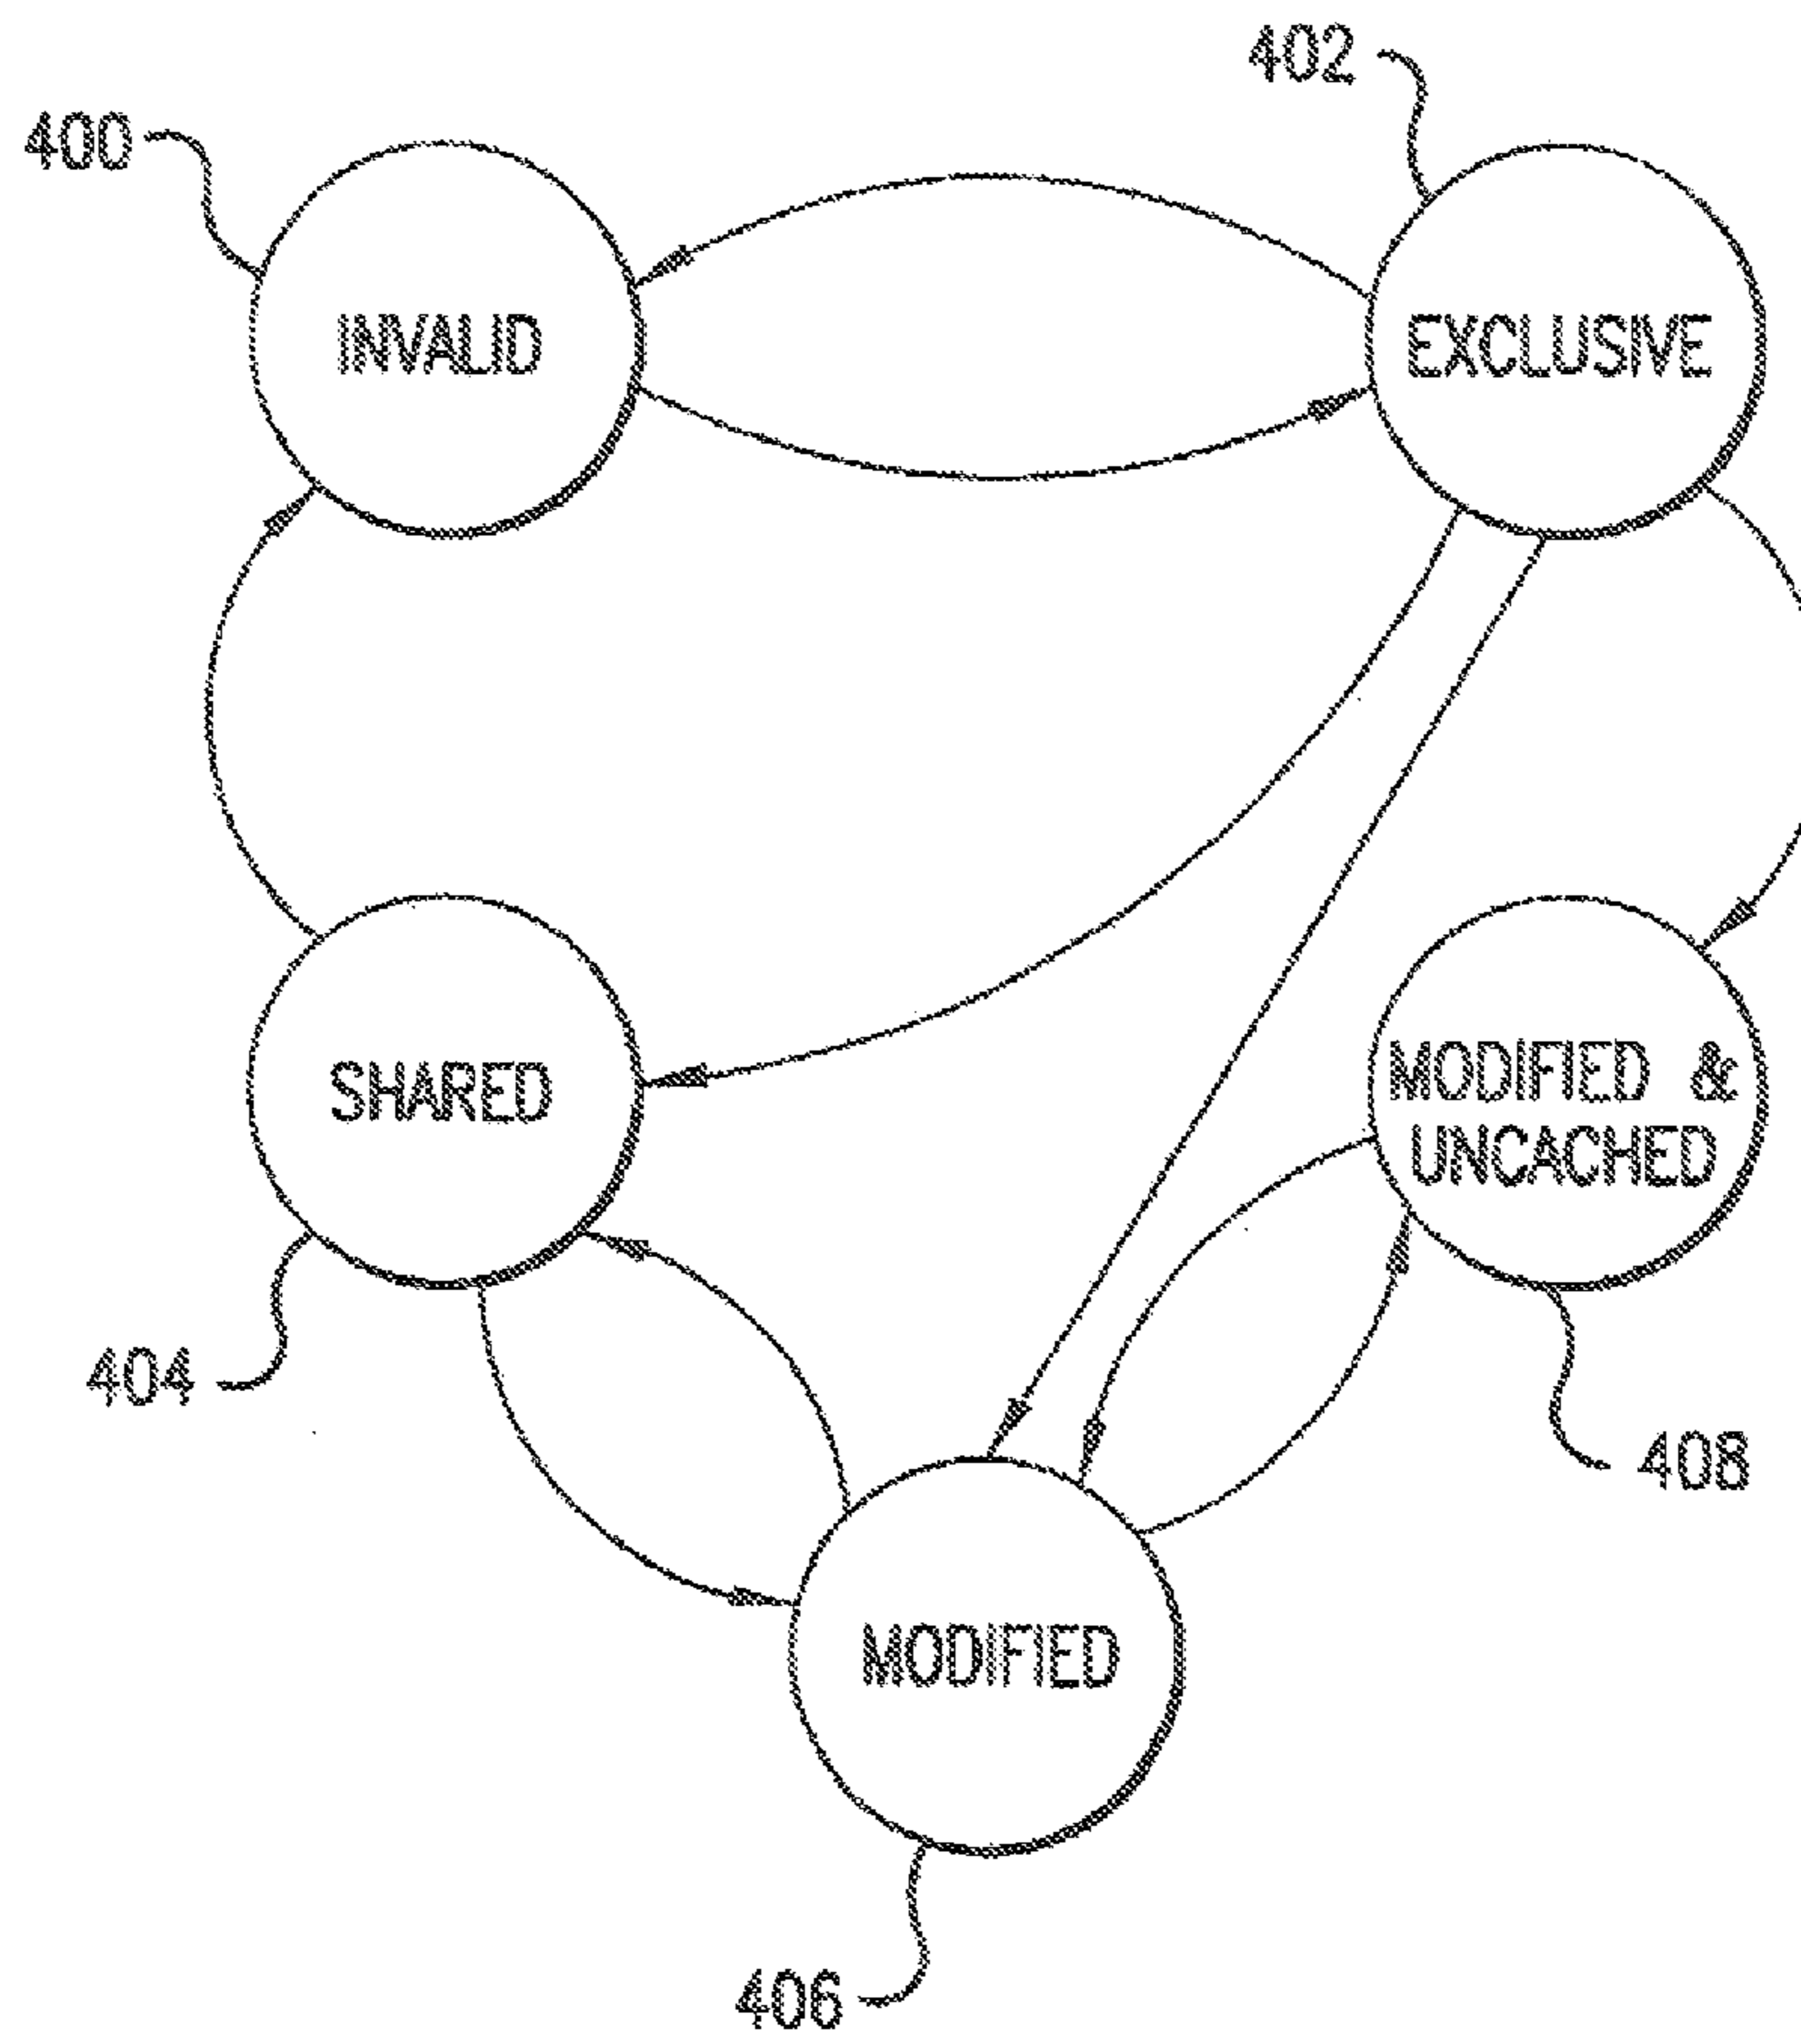 402
400
INVALID
EXCLUSIVE
SHARED
MODIFIED &
UNCACHED
404
408
MODIFIED
406